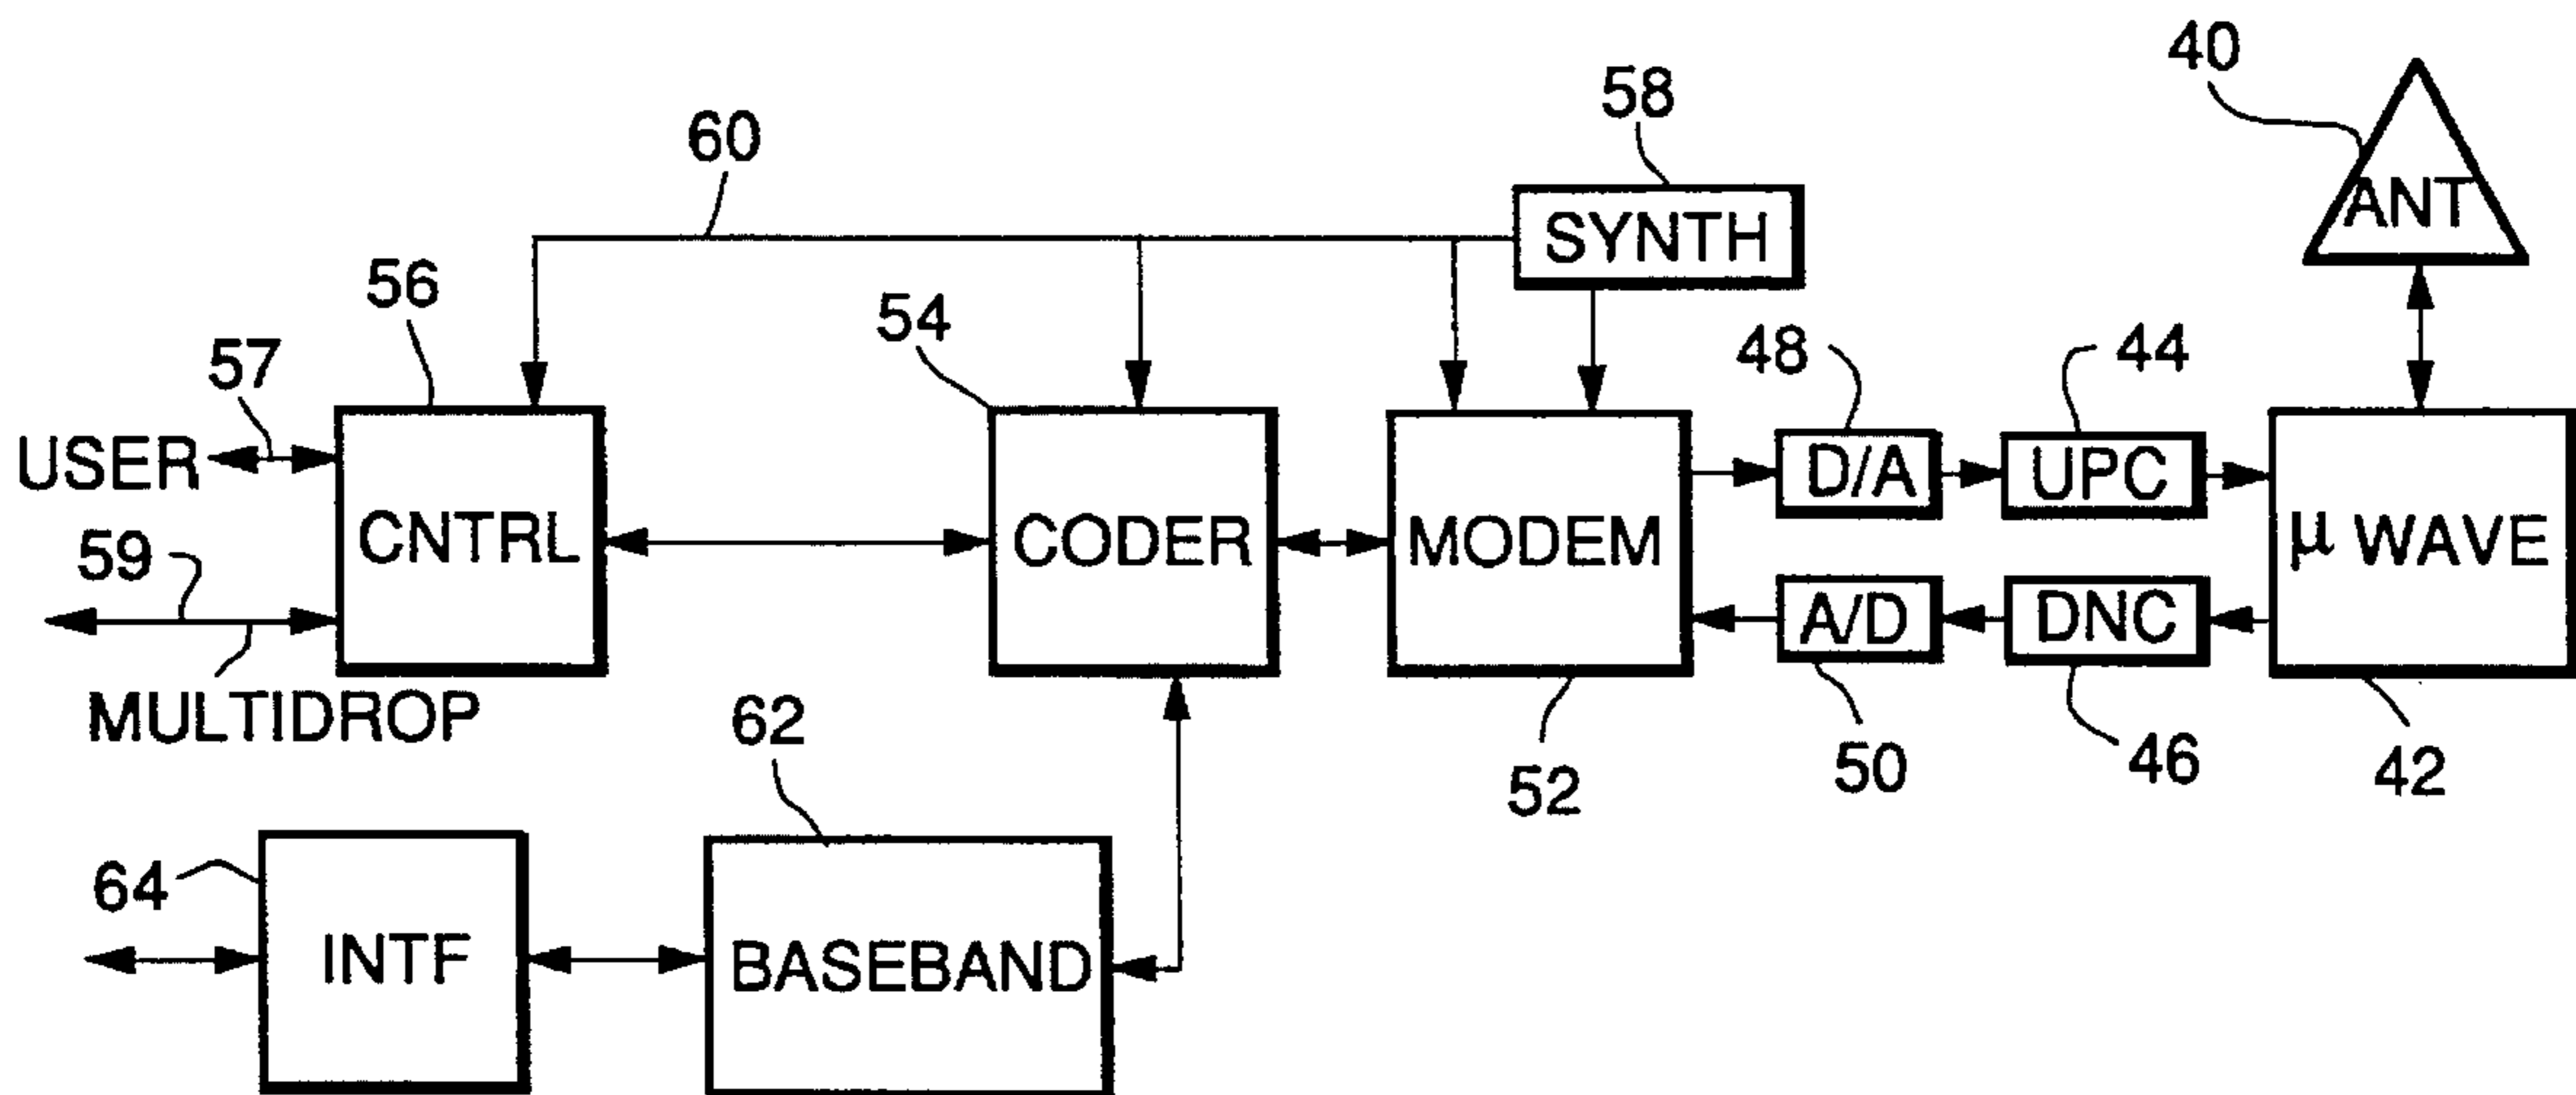 40
58
60
SYNTH
ANT
56
54
57
48
44
USER
CNTRL
CODER
MODEM
D/A
UPC
μ WAVE
59
A/D
DNC
MULTIDROP
62
52
50
46
42
64
INTF
BASEBAND